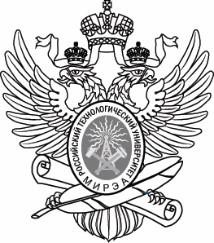 РОССИЙСКИЙ ТЕХНОЛОГИЧЕСКИЙ УНИВЕРСИТЕТ
МИРЭА